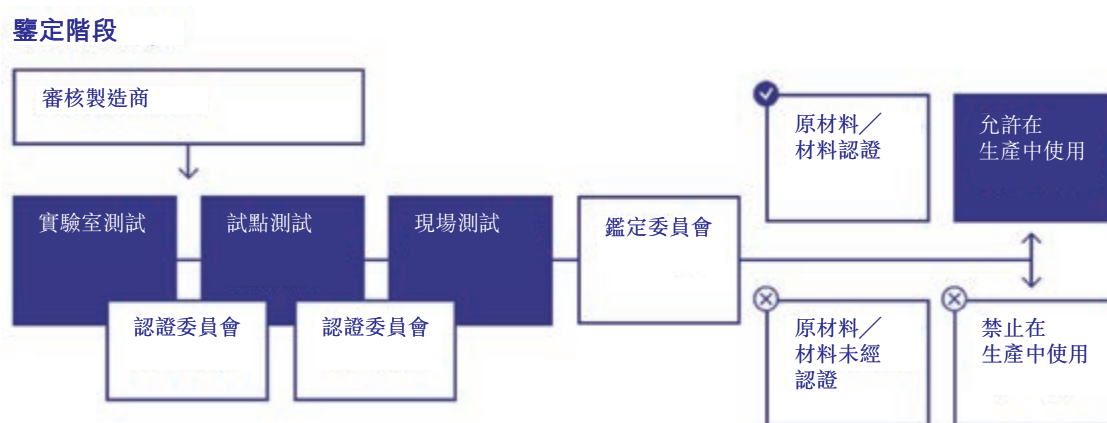 鑒定階段
審核製造商
實驗室測試
試點測試
現場測試
認證委員會
認證委員會
鑑定委員會
原材料／
材料認證
允許在
生產中使用
原材料／
材料未經
認證
禁止在
生產中使用